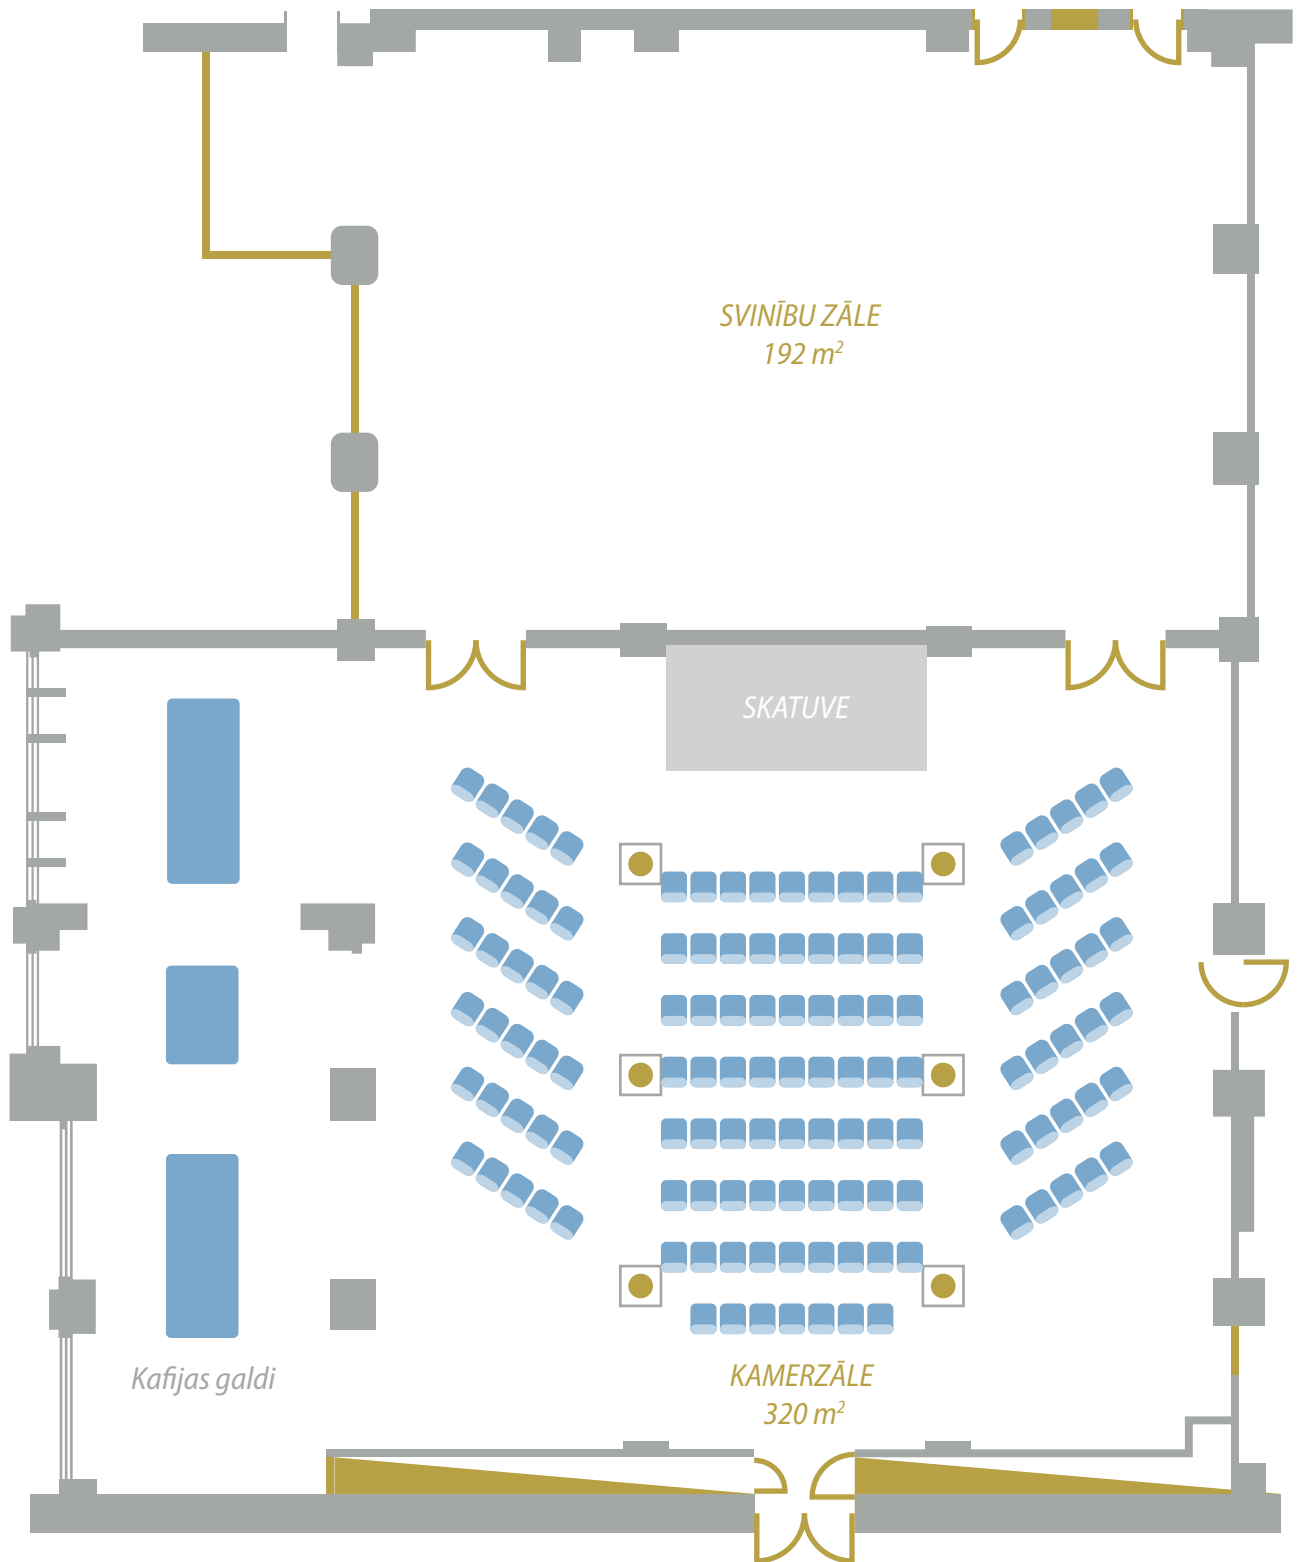 SVINĪBU ZĀLE
192 m²
SKATUVE
Kafijas galdi
KAMERZĀLE
320 m²